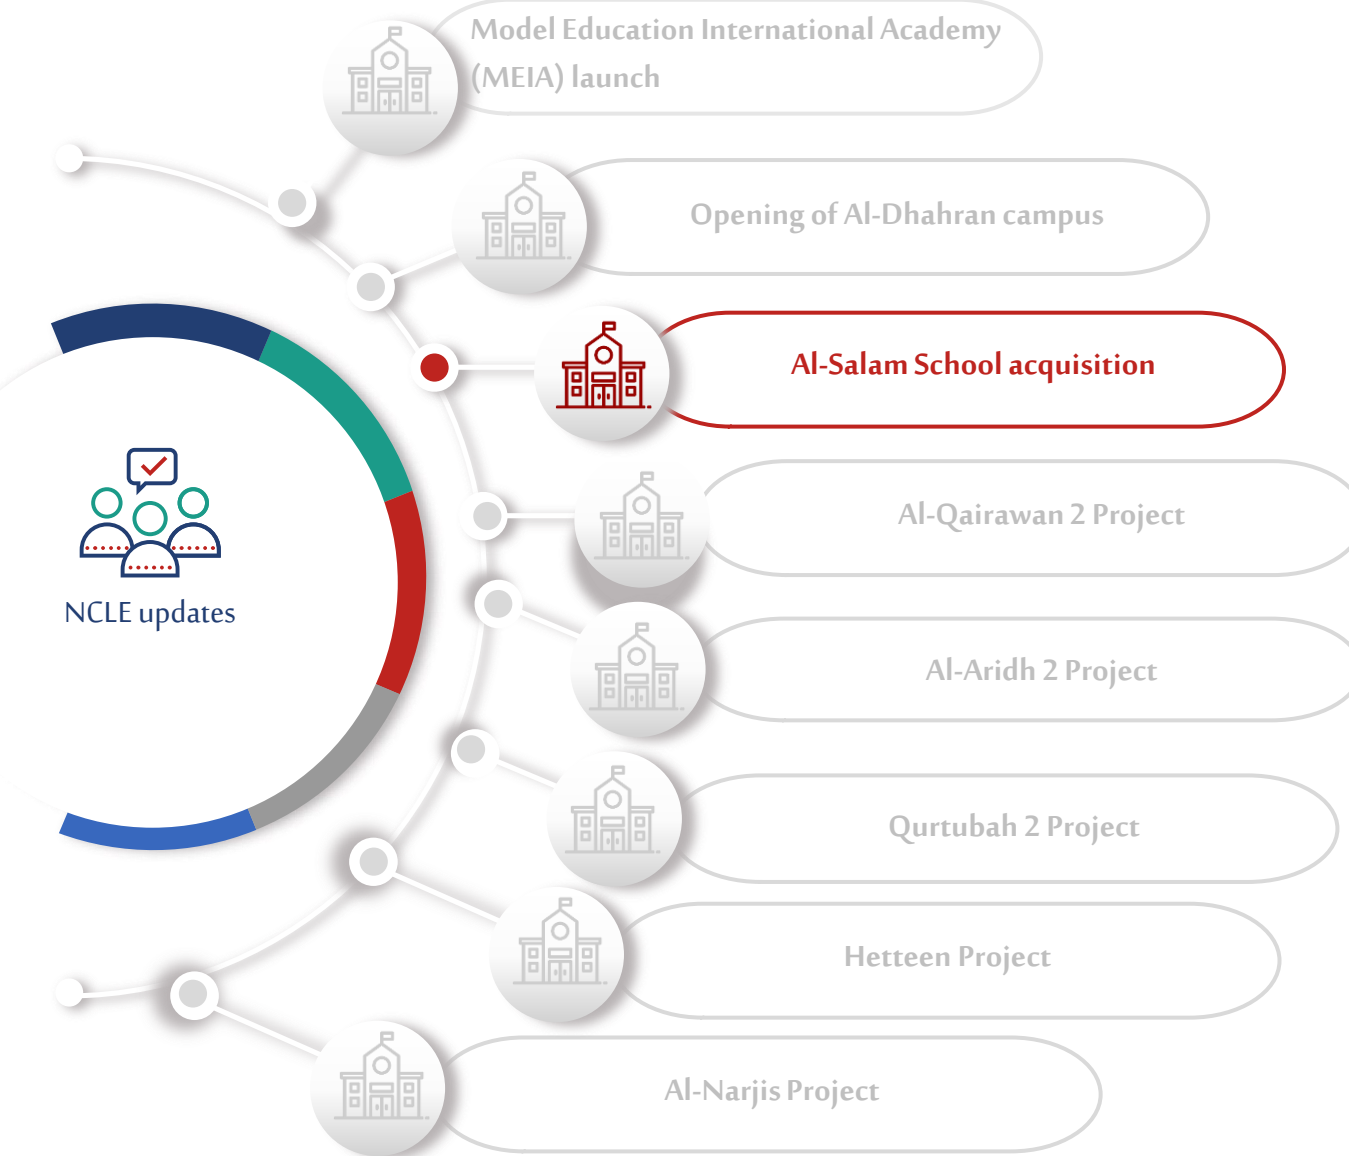 Model Education International Academy
(MEIA) launch
Opening of Al-Dhahran campus
Al-Salam School acquisition
Al-Qairawan 2 Project
NCLE updates
Al-Aridh 2 Project
Qurtubah 2 Project
Hetteen Project
Al-Narjis Project